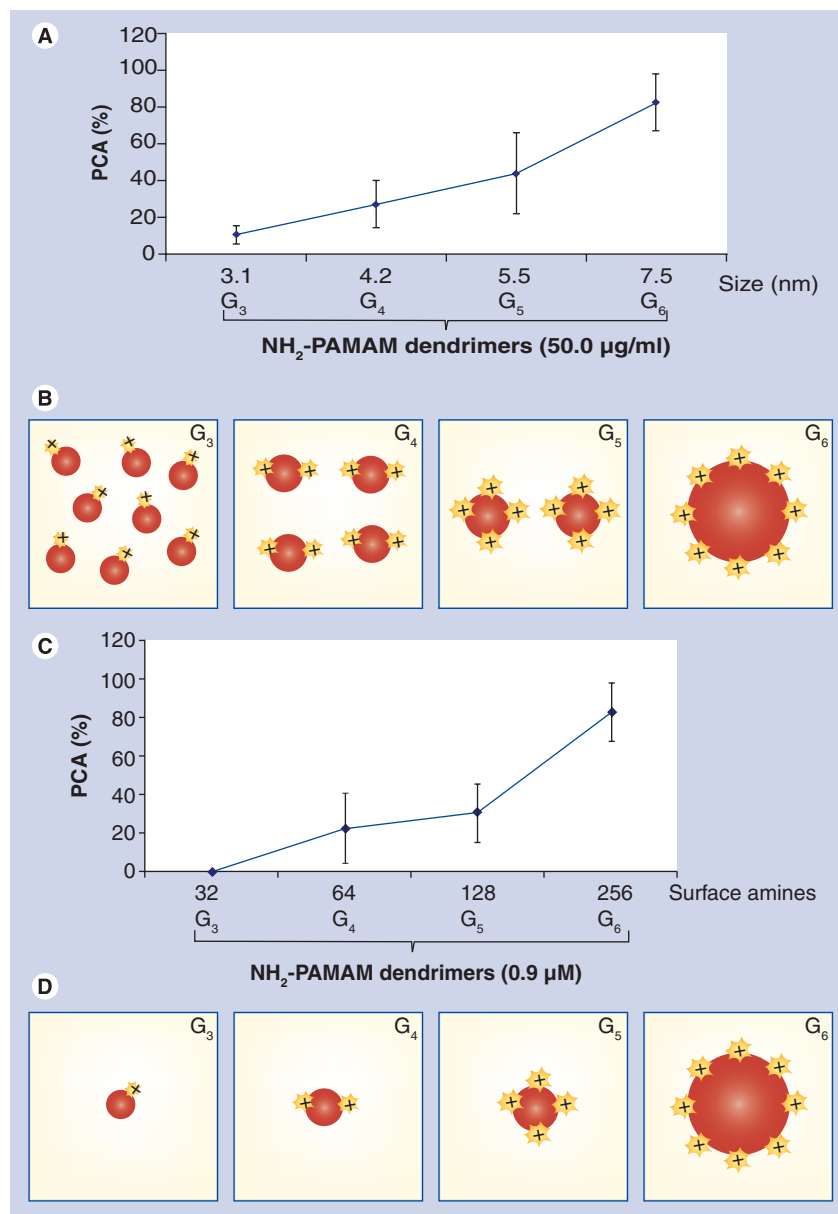 A
120
100
80
60
40
20
0
PCA (%)
3.1 4.2 5.5 7.5 Size (nm)
G3 G4 G5 G6
NH2-PAMAM dendrimers (50.0 µg/ml)
B
G3 G4 G5 G6
+ + + + + + + + + + + + + + + + + + + + + + + + + + + + + + + +
C
120
100
80
60
40
20
0
PCA (%)
32 64 128 256 Surface amines
G3 G4 G5 G6
NH2-PAMAM dendrimers (0.9 µM)
D
G3 G4 G5 G6
+ + + + + + + + + + + + + + +